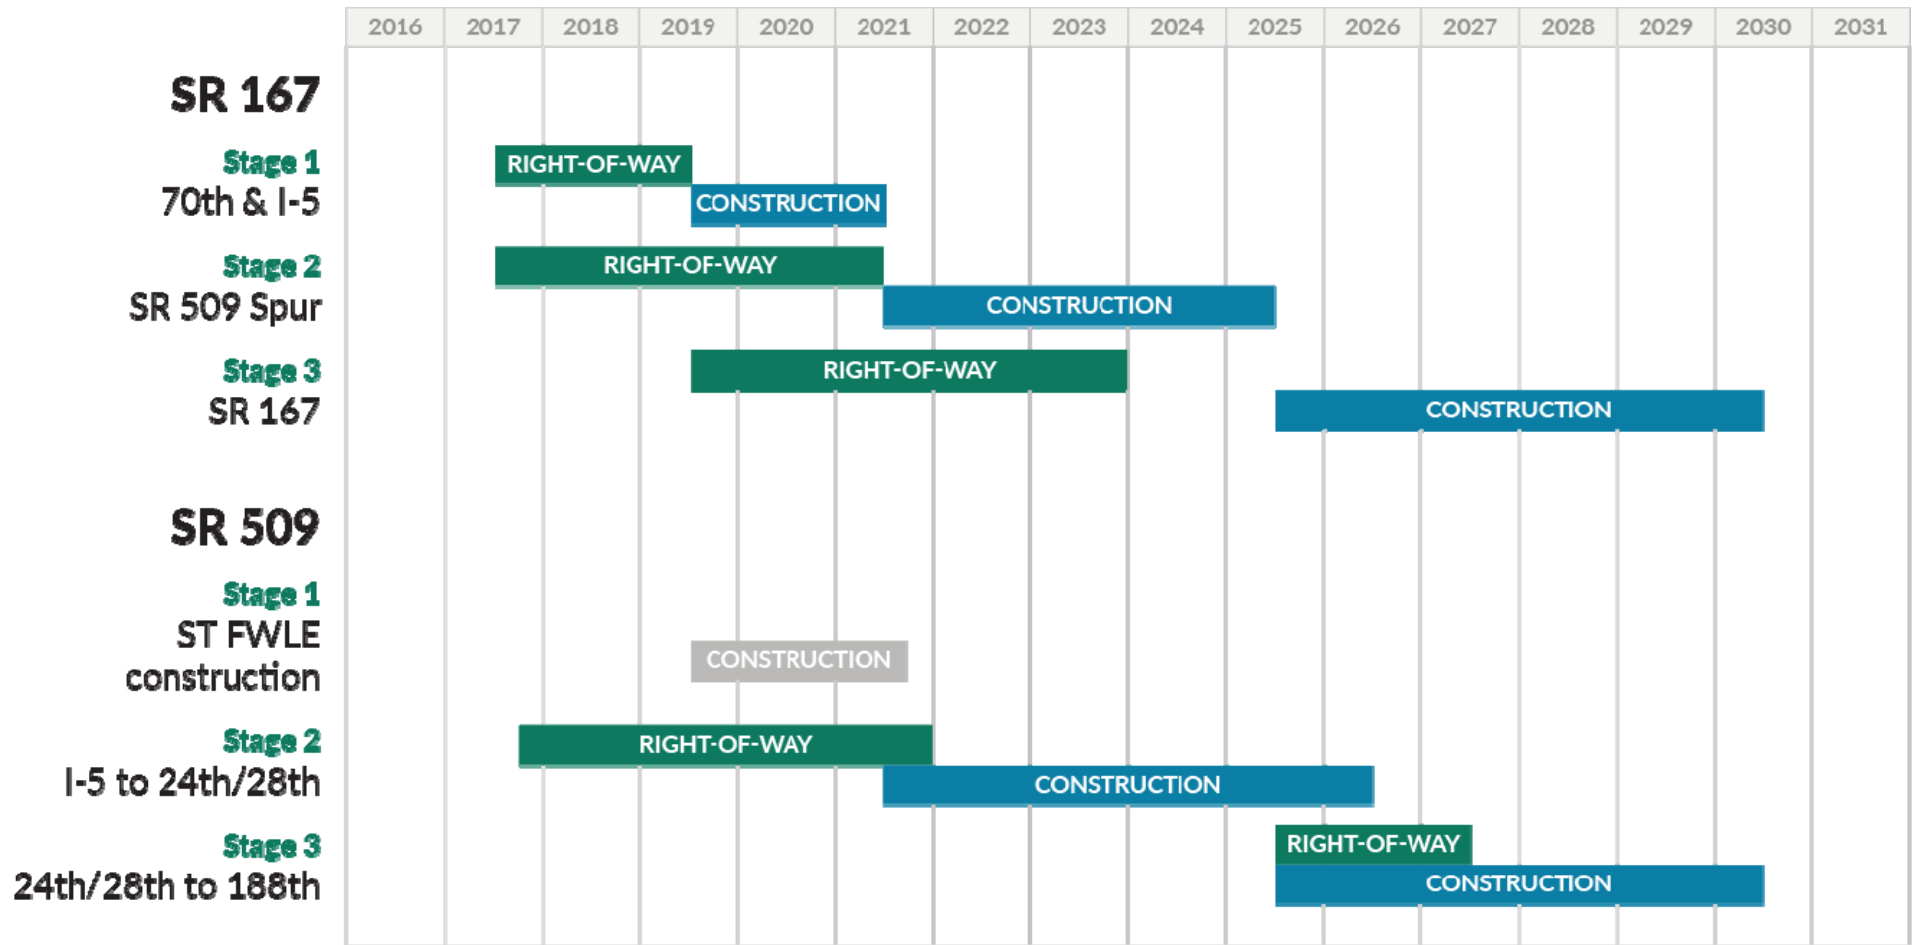 2016 2017 2018 2019 2020 2021 2022 2023 2024 2025 2026 2027 2028 2029 2030 2031
SR 167
Stage 1
70th & I-5
RIGHT-OF-WAY
CONSTRUCTION
Stage 2
SR 509 Spur
RIGHT-OF-WAY
CONSTRUCTION
Stage 3
SR 167
RIGHT-OF-WAY
CONSTRUCTION
SR 509
Stage 1
ST FWLE
construction
CONSTRUCTION
Stage 2
I-5 to 24th/28th
RIGHT-OF-WAY
CONSTRUCTION
Stage 3
24th/28th to 188th
RIGHT-OF-WAY
CONSTRUCTION